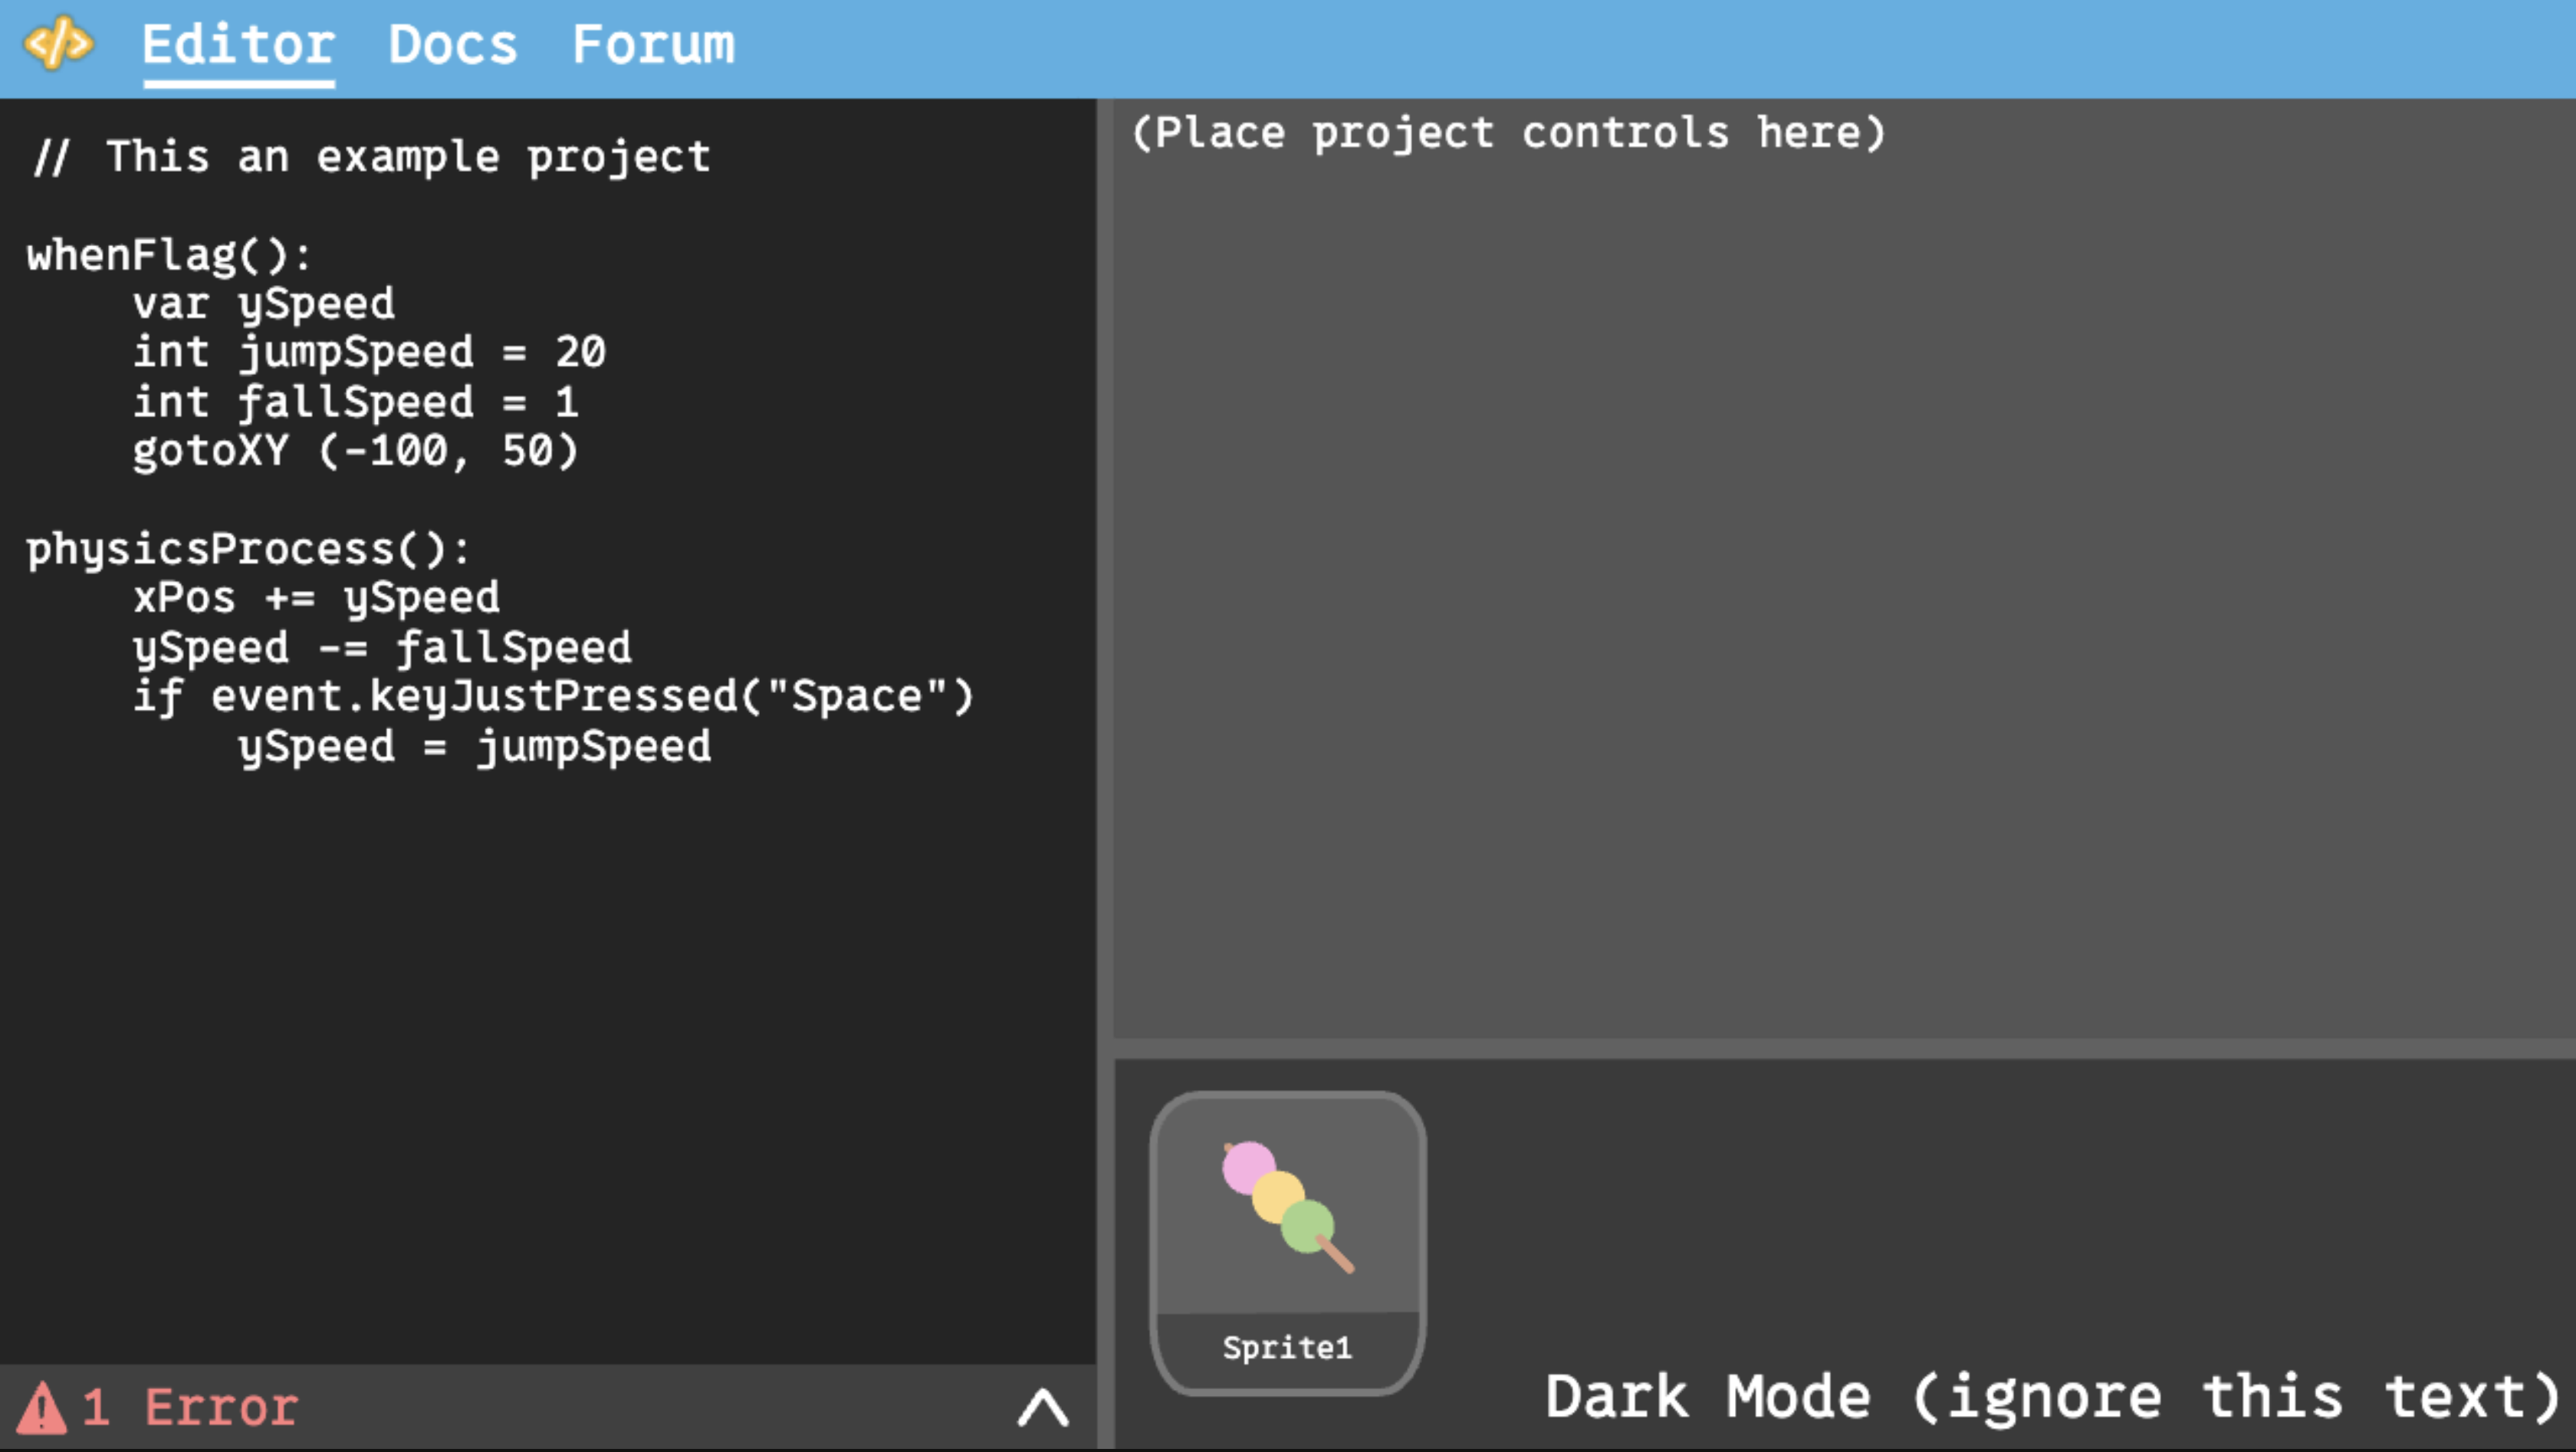 </> Editor Docs Forum
// This an example project
whenFlag():
var ySpeed
int jumpSpeed = 20
int fallSpeed = 1
gotoXY (-100, 50)
physicsProcess():
xPos += ySpeed
ySpeed -= fallSpeed
if event.keyJustPressed("Space")
ySpeed = jumpSpeed
1 Error
(Place project controls here)
Sprite1
Dark Mode (ignore this text)